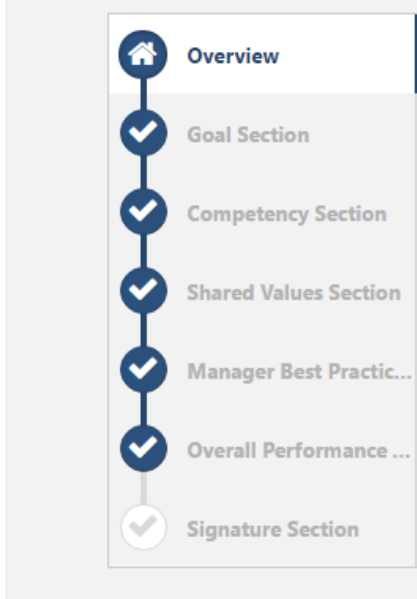 Overview
Goal Section
Competency Section
Shared Values Section
Manager Best Practic...
Overall Performance ...
Signature Section